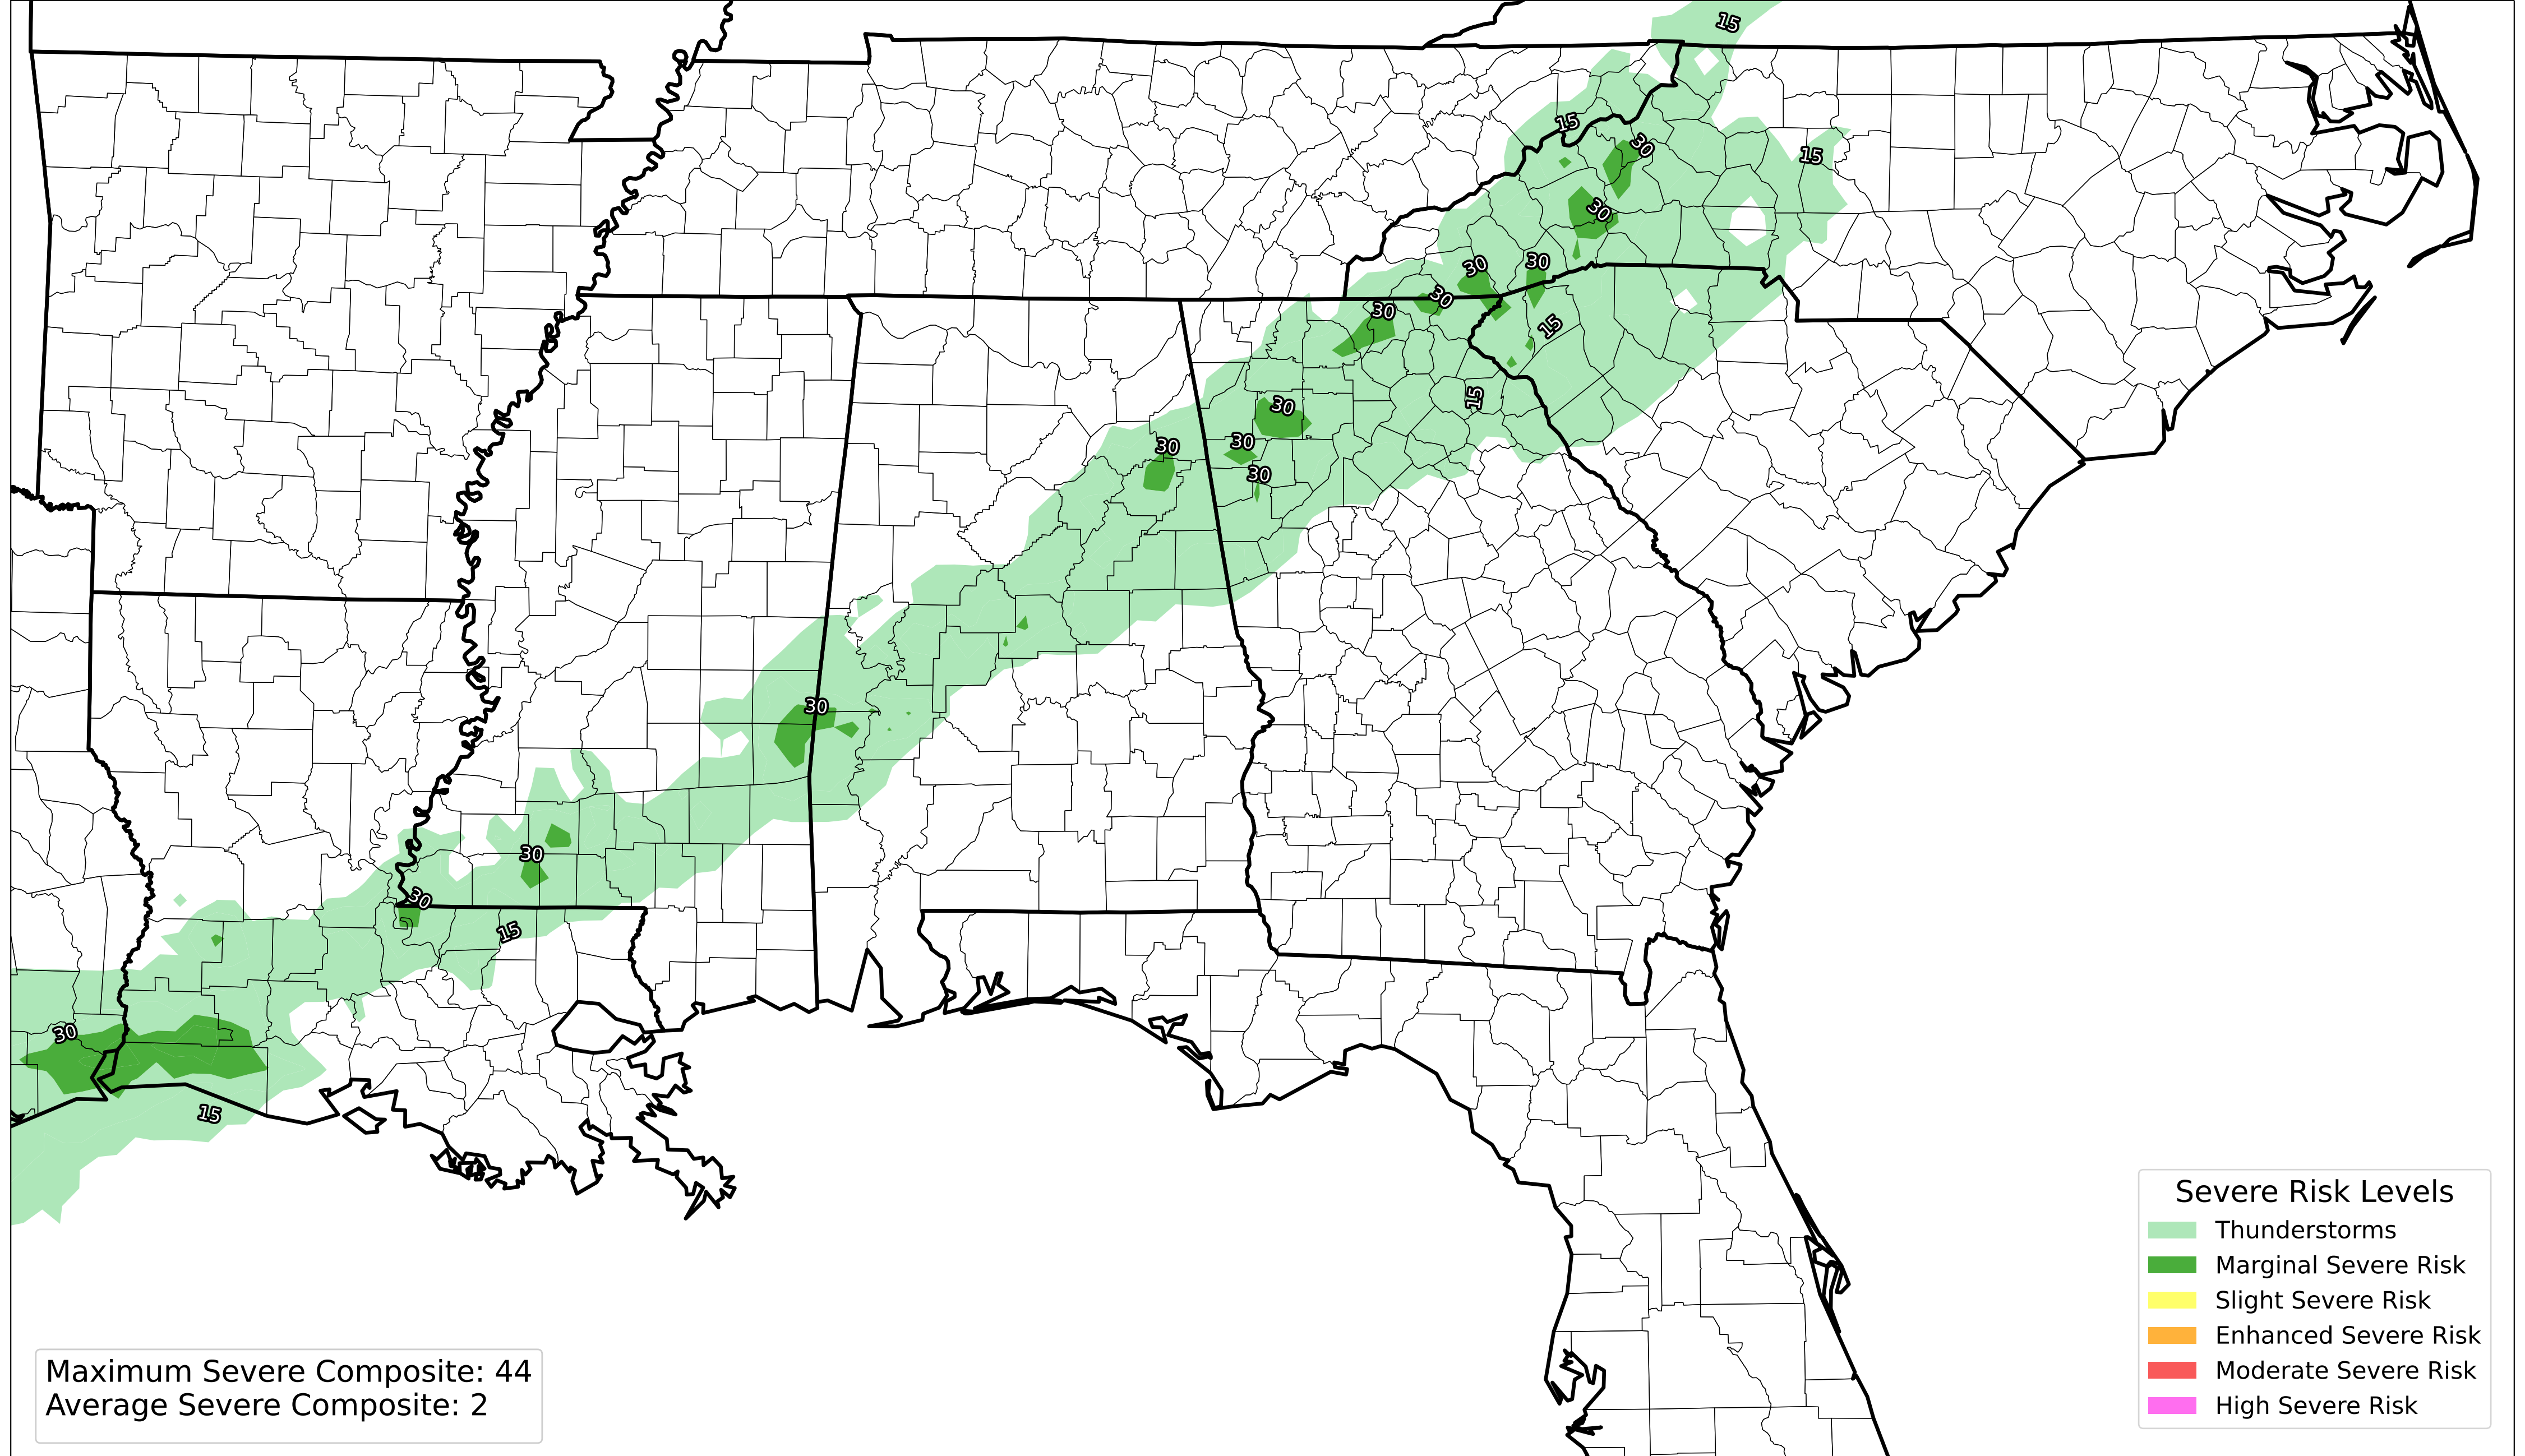 15
15
30
15
30
30
30
30
30
15
15
30
30
30
30
30
30
30
15
30
15
Severe Risk Levels
Thunderstorms
Marginal Severe Risk
Slight Severe Risk
Enhanced Severe Risk
Moderate Severe Risk
High Severe Risk
Maximum Severe Composite: 44
Average Severe Composite: 2